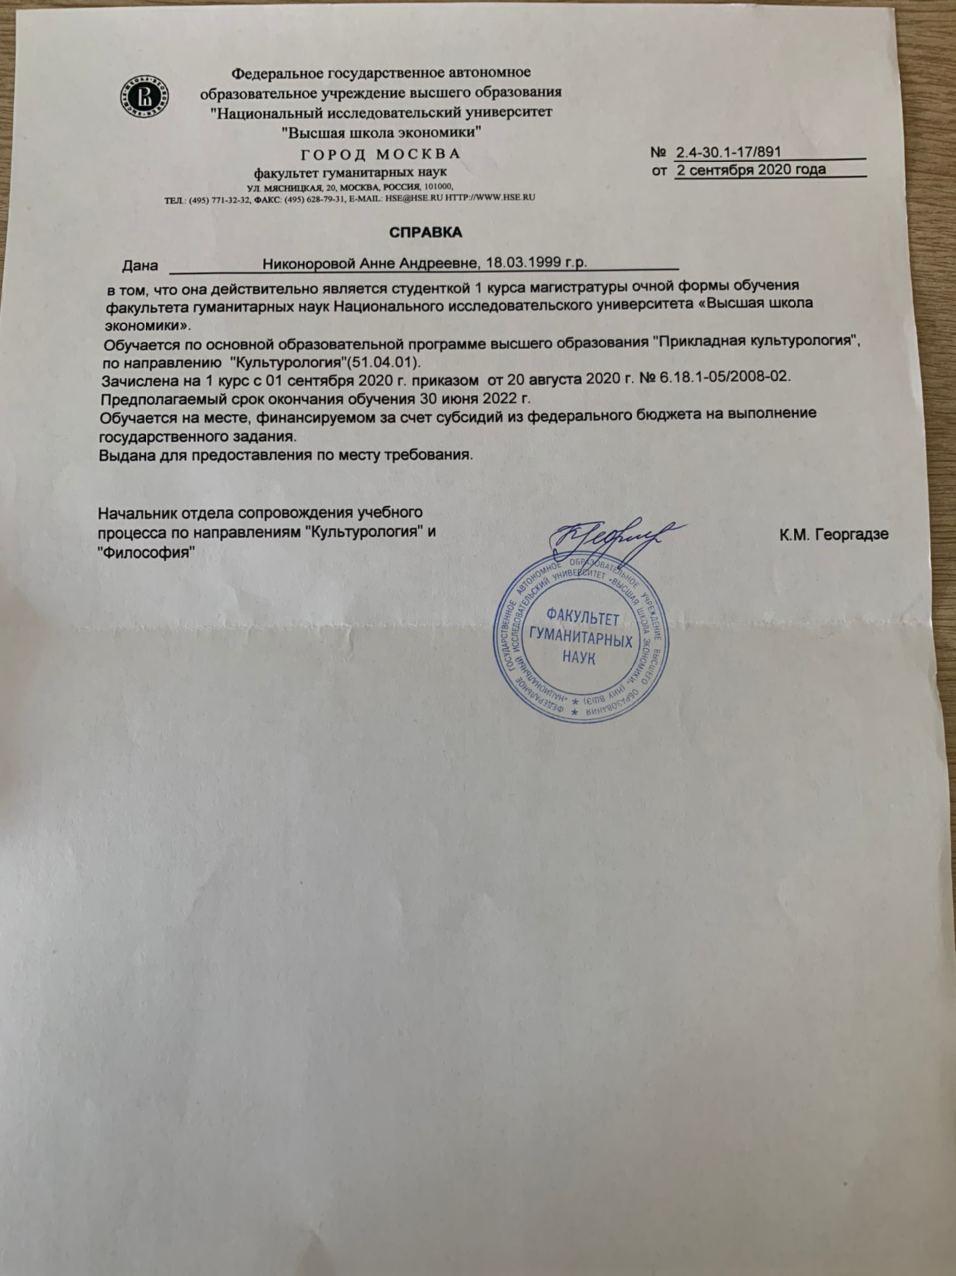 Федеральное государственное автономное
образовательное учреждение высшего образования
"Национальный исследовательский университет
"Высшая школа экономики"
ГОРОД МОСКВА
факультет гуманитарных наук
УЛ. МЯСНИЦКАЯ, 20, МОСКВА, РОССИЯ, 101000,
ТЕЛ.: (495) 771-32-32, ФАКС: (495) 628-79-31, E-MAIL: HSE@HSE.RU HTTP://WWW.HSE.RU
№ 2.4-30.1-17/891
от 2 сентября 2020 года
СПРАВКА
Дана Никоноровой Анне Андреевне, 18.03.1999 г.р.
в том, что она действительно является студенткой 1 курса магистратуры очной формы обучения
факультета гуманитарных наук Национального исследовательского университета «Высшая школа
экономики».
Обучается по основной образовательной программе высшего образования "Прикладная культурология",
по направлению "Культурология"(51.04.01).
Зачислена на 1 курс с 01 сентября 2020 г. приказом от 20 августа 2020 г. № 6.18.1-05/2008-02.
Предполагаемый срок окончания обучения 30 июня 2022 г.
Обучается на месте, финансируемом за счет субсидий из федерального бюджета на выполнение
государственного задания.
Выдана для предоставления по месту требования.
Начальник отдела сопровождения учебного
процесса по направлениям "Культурология" и
"Философия"
К.М. Георгадзе
ФЕДЕРАЛЬНОЕ ГОСУДАРСТВЕННОЕ АВТОНОМНОЕ ОБРАЗОВАТЕЛЬНОЕ УЧРЕЖДЕНИЕ ВЫСШЕГО ОБРАЗОВАНИЯ
«НАЦИОНАЛЬНЫЙ ИССЛЕДОВАТЕЛЬСКИЙ УНИВЕРСИТЕТ «ВЫСШАЯ ШКОЛА ЭКОНОМИКИ» (НИУ ВШЭ)
ФАКУЛЬТЕТ
ГУМАНИТАРНЫХ
НАУК